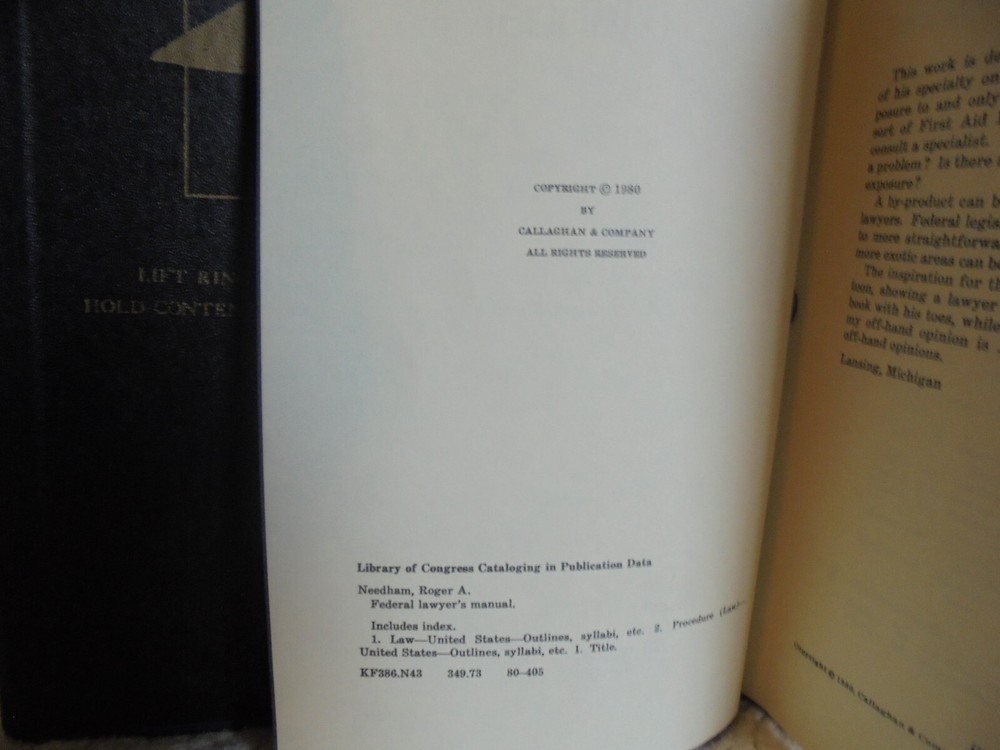 LIFT RIN
HOLD CONTEN
COPYRIGHT © 1980
BY
CALLAGHAN & COMPANY
ALL RIGHTS RESERVED
Library of Congress Cataloging in Publication Data
Needham, Roger A.
Federal lawyer's manual.
Includes index.
1. Law—United States—Outlines, syllabi, etc. 2. Procedure (Law)—
United States—Outlines, syllabi, etc. I. Title.
KF386.N43 349.73 80-405
This work is de
of his specialty on
posure to and only
sort of First Aid
consult a specialist.
a problem? Is there
exposure?
A by-product can b
lawyers. Federal legis
to more straightforwa
more exotic areas can be
The inspiration for th
toon, showing a lawyer
book with his toes, while
my off-hand opinion is
off-hand opinions.
Lansing, Michigan
Copyright © Callaghan & Com